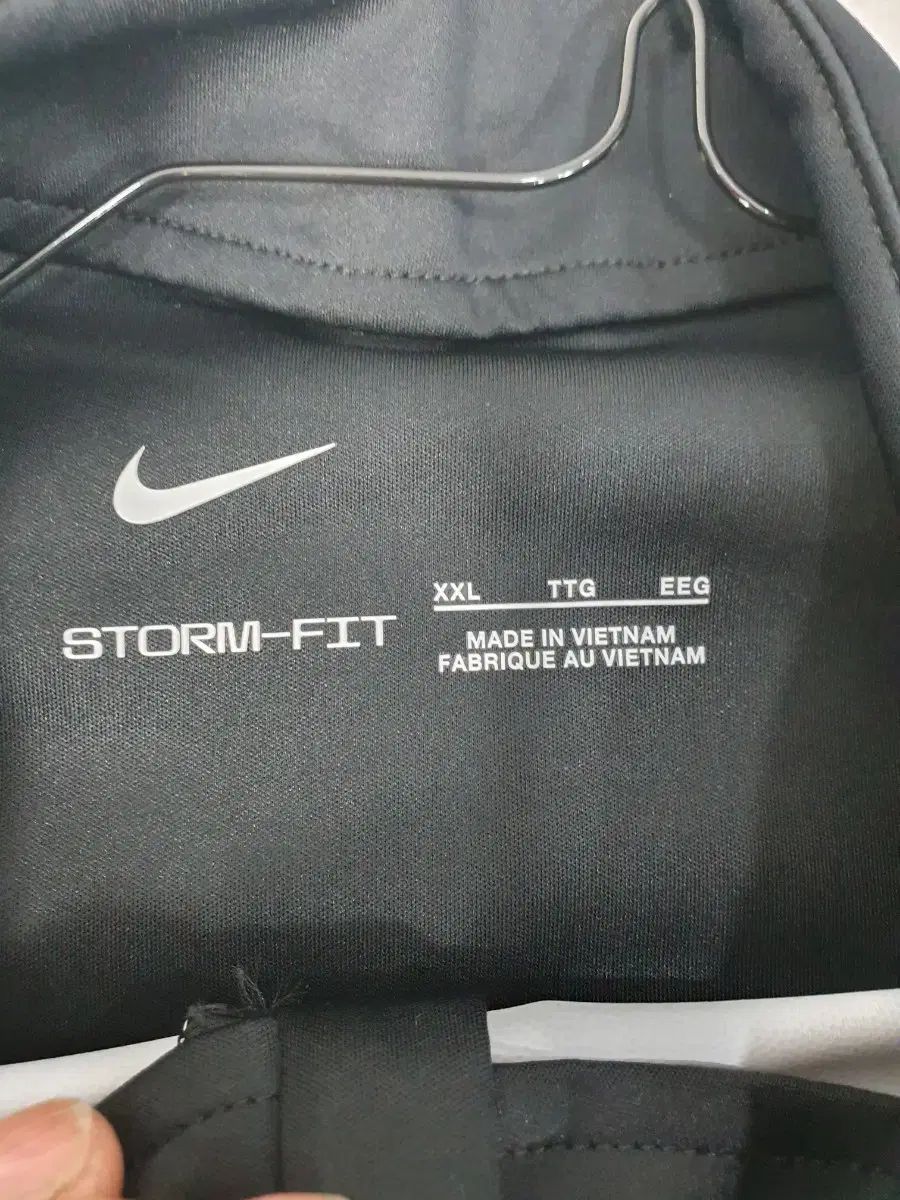 STORM-FIT
XXL TTG EEG
MADE IN VIETNAM
FABRIQUE AU VIETNAM